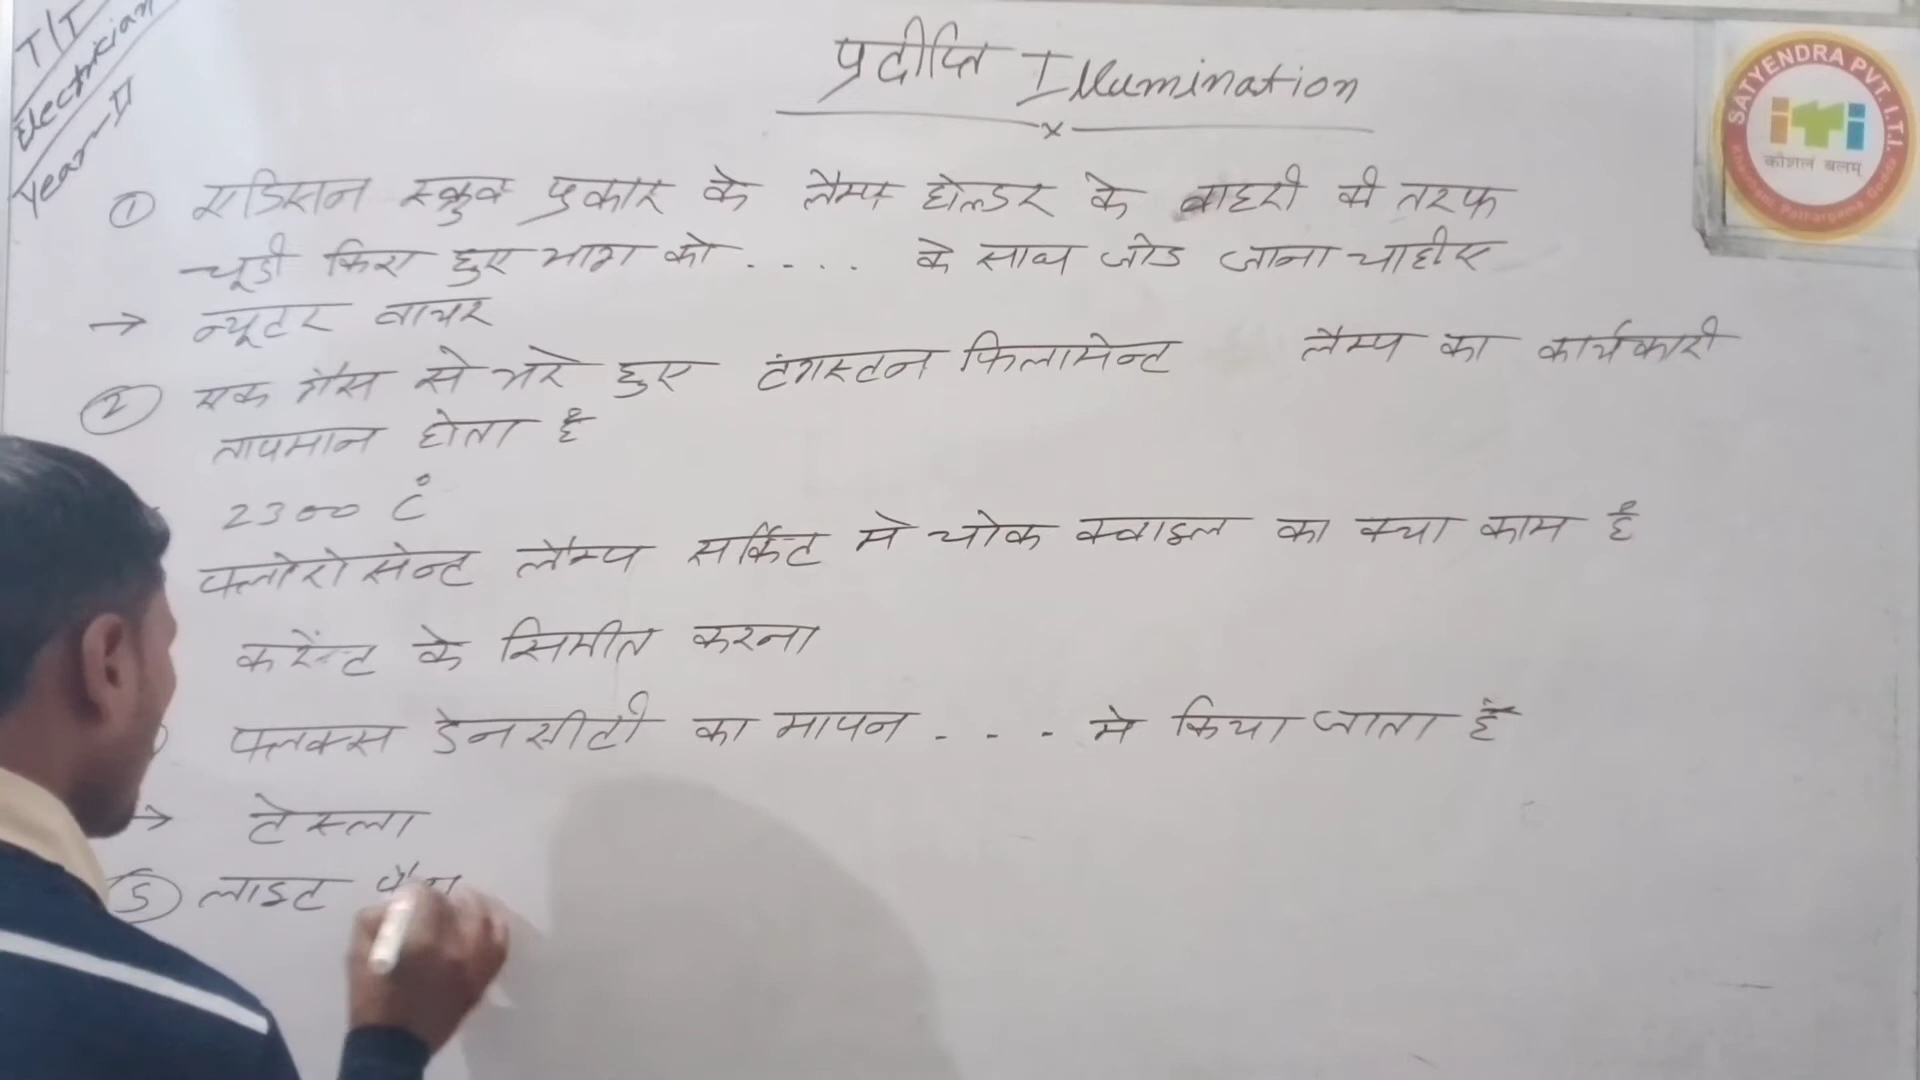 T/T
Electrician
Year-II
प्रदीप्ति Illumination
SATYENDRA PVT. I.T.I.
iTi
कौशल बलम्
① एडिसन स्क्रुव प्रकार के लैम्प होल्डर के बाहरी की तरफ
चूडी किए हुए भाग को .... के साथ जोड जाना चाहीए
→ न्यूटर वायर
② एक गैस से भरे हुए टंगस्टन फिलामेन्ट लैम्प का कार्यकारी
तापमान होता है
2300 C°
फ्लोरोसेन्ट लैम्प सर्किट मे चोक क्वाइल का क्या काम है
करेंट के सिमीत करना
फ्लक्स डेनसीटी का मापन . . . मे किया जाता है
→ टेस्ला
⑤ लाइट